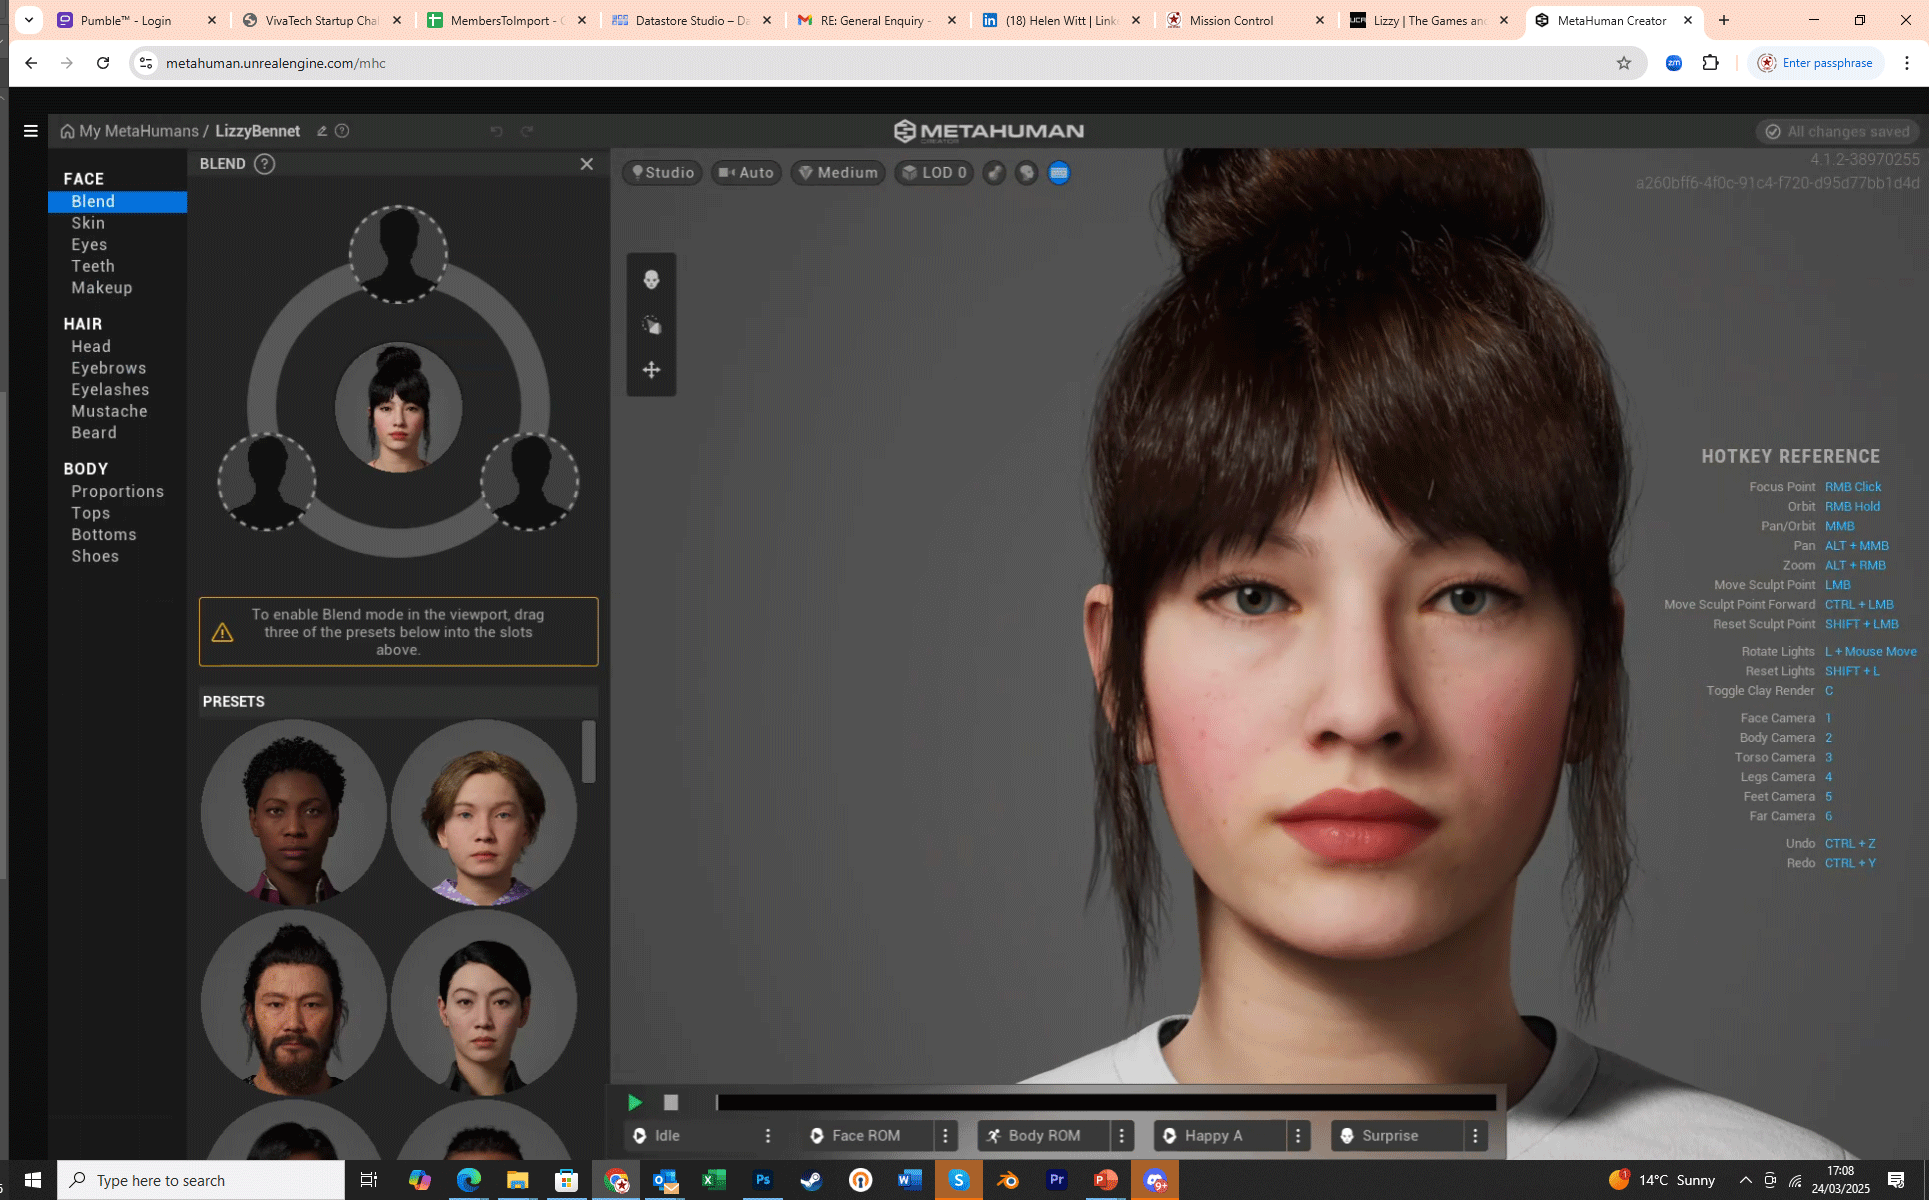 Pumble™ - Login
VivaTech Startup Chal
MembersToImport - G
Datastore Studio – Da
RE: General Enquiry -
(18) Helen Witt | Linke
Mission Control
Lizzy | The Games and
MetaHuman Creator
metahuman.unrealengine.com/mhc
Enter passphrase
My MetaHumans / LizzyBennet
METAHUMAN
CREATOR
All changes saved
4.1.2-38970255
a260bff6-4f0c-91c4-f720-d95d77bb1d4d
FACE
Blend
Skin
Eyes
Teeth
Makeup
HAIR
Head
Eyebrows
Eyelashes
Mustache
Beard
BODY
Proportions
Tops
Bottoms
Shoes
BLEND
To enable Blend mode in the viewport, drag
three of the presets below into the slots
above.
PRESETS
Studio
Auto
Medium
LOD 0
HOTKEY REFERENCE
Focus Point RMB Click
Orbit RMB Hold
Pan/Orbit MMB
Pan ALT + MMB
Zoom ALT + RMB
Move Sculpt Point LMB
Move Sculpt Point Forward CTRL + LMB
Reset Sculpt Point SHIFT + LMB
Rotate Lights L + Mouse Move
Reset Lights SHIFT + L
Toggle Clay Render C
Face Camera 1
Body Camera 2
Torso Camera 3
Legs Camera 4
Feet Camera 5
Far Camera 6
Undo CTRL + Z
Redo CTRL + Y
Idle
Face ROM
Body ROM
Happy A
Surprise
Type here to search
14°C Sunny
17:08
24/03/2025